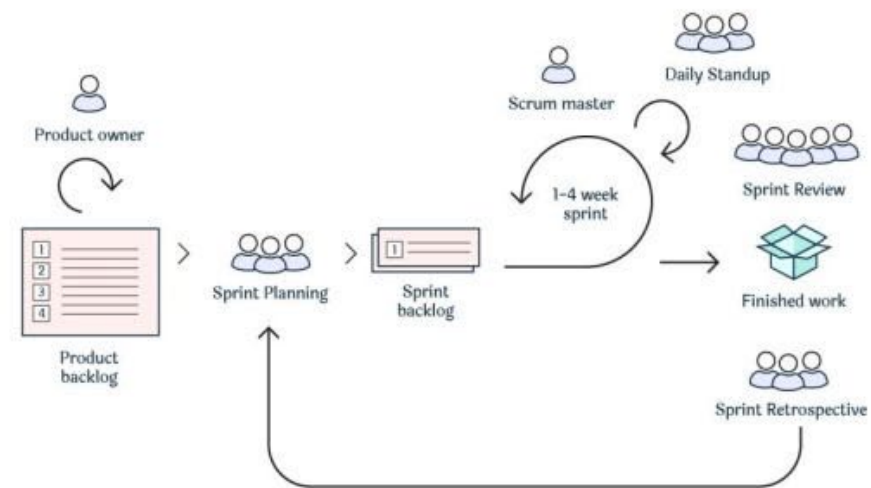 Product owner
1
2
3
4
Product
backlog
Sprint Planning
1
Sprint
backlog
Scrum master
Daily Standup
1-4 week
sprint
Sprint Review
Finished work
Sprint Retrospective